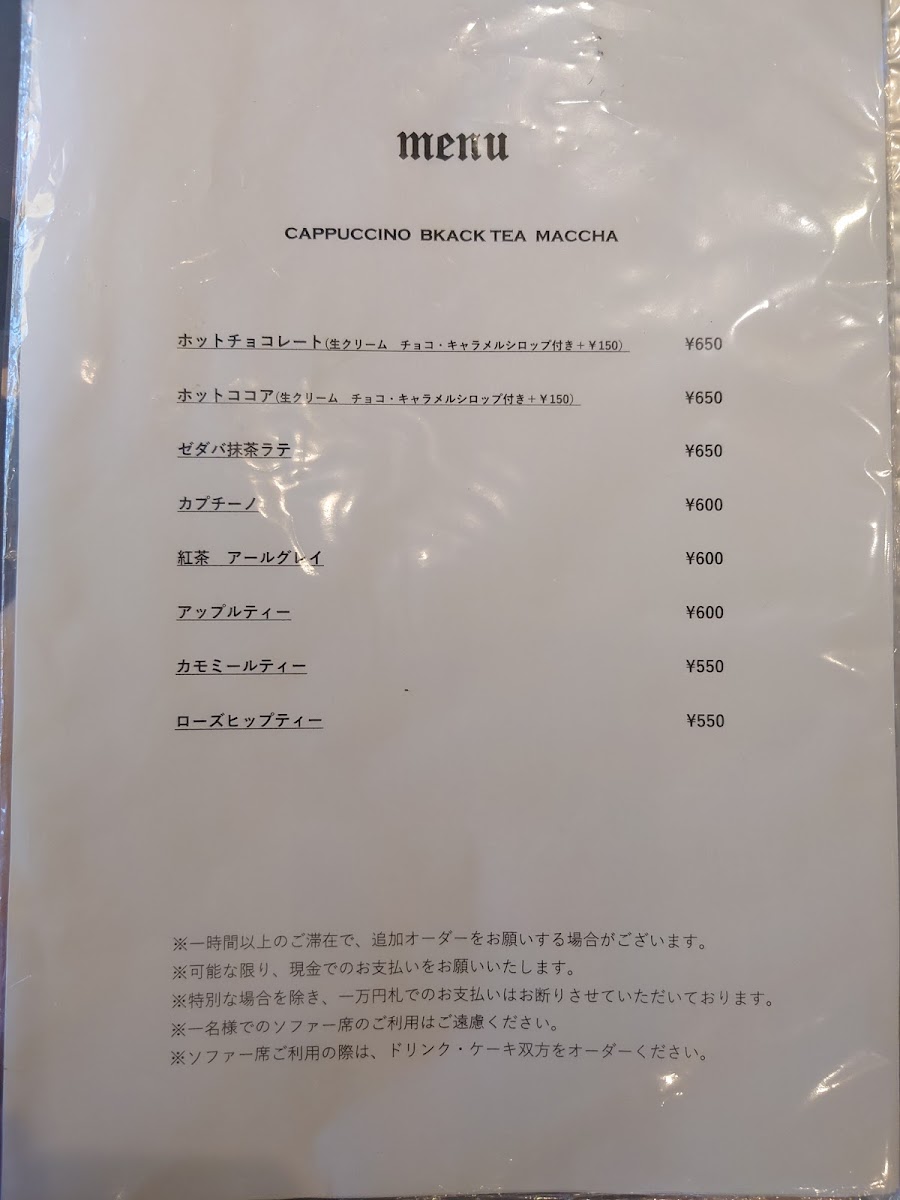 menu
CAPPUCCINO BKACK TEA MACCHA
ホットチョコレート(生クリーム　チョコ・キャラメルシロップ付き＋￥150) ¥650
ホットココア(生クリーム　チョコ・キャラメルシロップ付き＋￥150) ¥650
ゼダバ抹茶ラテ ¥650
カプチーノ ¥600
紅茶　アールグレイ ¥600
アップルティー ¥600
カモミールティー ¥550
ローズヒップティー ¥550
※一時間以上のご滞在で、追加オーダーをお願いする場合がございます。
※可能な限り、現金でのお支払いをお願いいたします。
※特別な場合を除き、一万円札でのお支払いはお断りさせていただいております。
※一名様でのソファー席のご利用はご遠慮ください。
※ソファー席ご利用の際は、ドリンク・ケーキ双方をオーダーください。